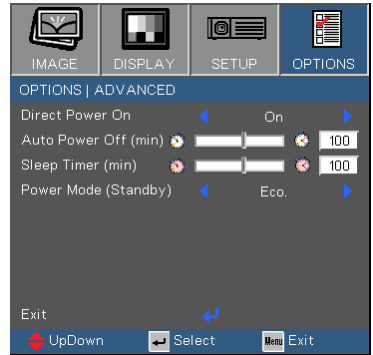 IMAGE DISPLAY SETUP OPTIONS
OPTIONS | ADVANCED
Direct Power On On
Auto Power Off (min) 100
Sleep Timer (min) 100
Power Mode (Standby) Eco.
Exit
UpDown Select Menu Exit